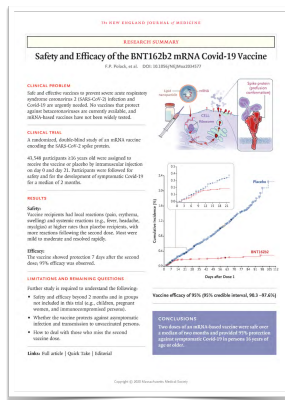 The NEW ENGLAND JOURNAL of MEDICINE
RESEARCH SUMMARY
Safety and Efficacy of the BNT162b2 mRNA Covid-19 Vaccine
F.P. Polack, et al. DOI: 10.1056/NEJMoa2034577
CLINICAL PROBLEM
Safe and effective vaccines to prevent severe acute respiratory
syndrome coronavirus 2 (SARS-CoV-2) infection and
Covid-19 are urgently needed. No vaccines that protect
against betacoronaviruses are currently available, and
mRNA-based vaccines have not been widely tested.
CLINICAL TRIAL
A randomized, double-blind study of an mRNA vaccine
encoding the SARS-CoV-2 spike protein.
43,548 participants ≥16 years old were assigned to
receive the vaccine or placebo by intramuscular injection
on day 0 and day 21. Participants were followed for
safety and for the development of symptomatic Covid-19
for a median of 2 months.
RESULTS
Safety:
Vaccine recipients had local reactions (pain, erythema,
swelling) and systemic reactions (e.g., fever, headache,
myalgias) at higher rates than placebo recipients, with
more reactions following the second dose. Most were
mild to moderate and resolved rapidly.
Efficacy:
The vaccine showed protection 7 days after the second
dose; 95% efficacy was observed.
LIMITATIONS AND REMAINING QUESTIONS
Further study is required to understand the following:
• Safety and efficacy beyond 2 months and in groups
not included in this trial (e.g., children, pregnant
women, and immunocompromised persons).
• Whether the vaccine protects against asymptomatic
infection and transmission to unvaccinated persons.
• How to deal with those who miss the second
vaccine dose.
Links: Full article | Quick Take | Editorial
Spike protein
(prefusion
conformation)
Cumulative Incidence (%)
Placebo
BNT162b2
Days after Dose 1
Vaccine efficacy of 95% (95% credible interval, 90.3–97.6%)
CONCLUSIONS
Two doses of an mRNA-based vaccine were safe over
a median of two months and provided 95% protection
against symptomatic Covid-19 in persons 16 years of
age or older.
Copyright © 2020 Massachusetts Medical Society